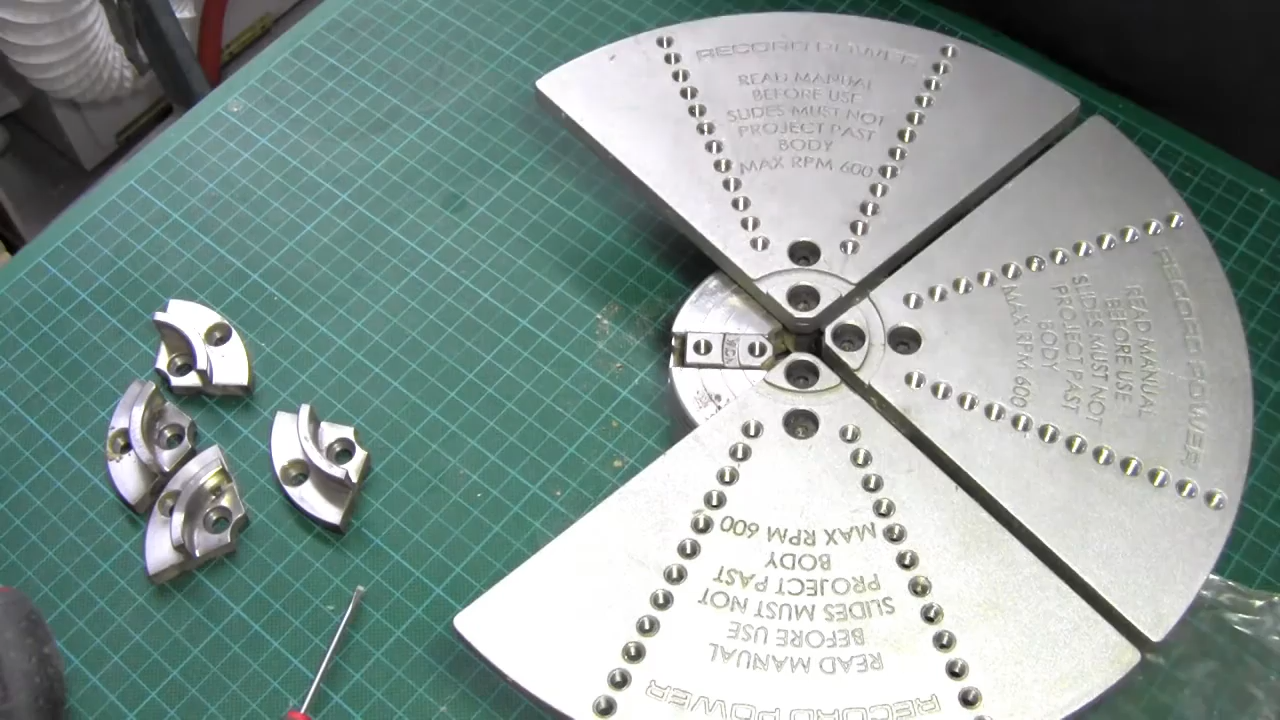 RECORD POWER
READ MANUAL
BEFORE USE
SLIDES MUST NOT
PROJECT PAST
BODY
MAX RPM 600
RECORD POWER
READ MANUAL
BEFORE USE
SLIDES MUST NOT
PROJECT PAST
BODY
MAX RPM 600
RECORD POWER
READ MANUAL
BEFORE USE
SLIDES MUST NOT
PROJECT PAST
BODY
MAX RPM 600